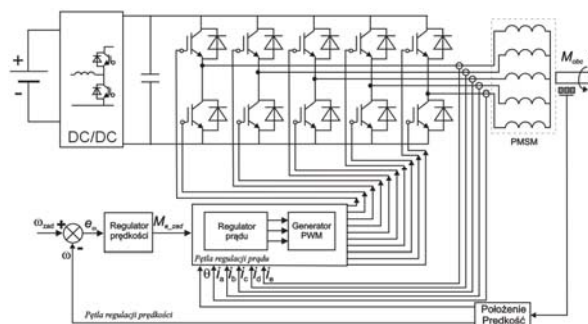 +
-
DC/DC
M_obc
PMSM
ω_zad + e_ω
-
ω
Regulator
prędkości
M_e_zad
Regulator
prądu
Generator
PWM
Pętla regulacji prądu
θ i_a i_b i_c i_d i_e
Pętla regulacji prędkości
Położenie
Prędkość